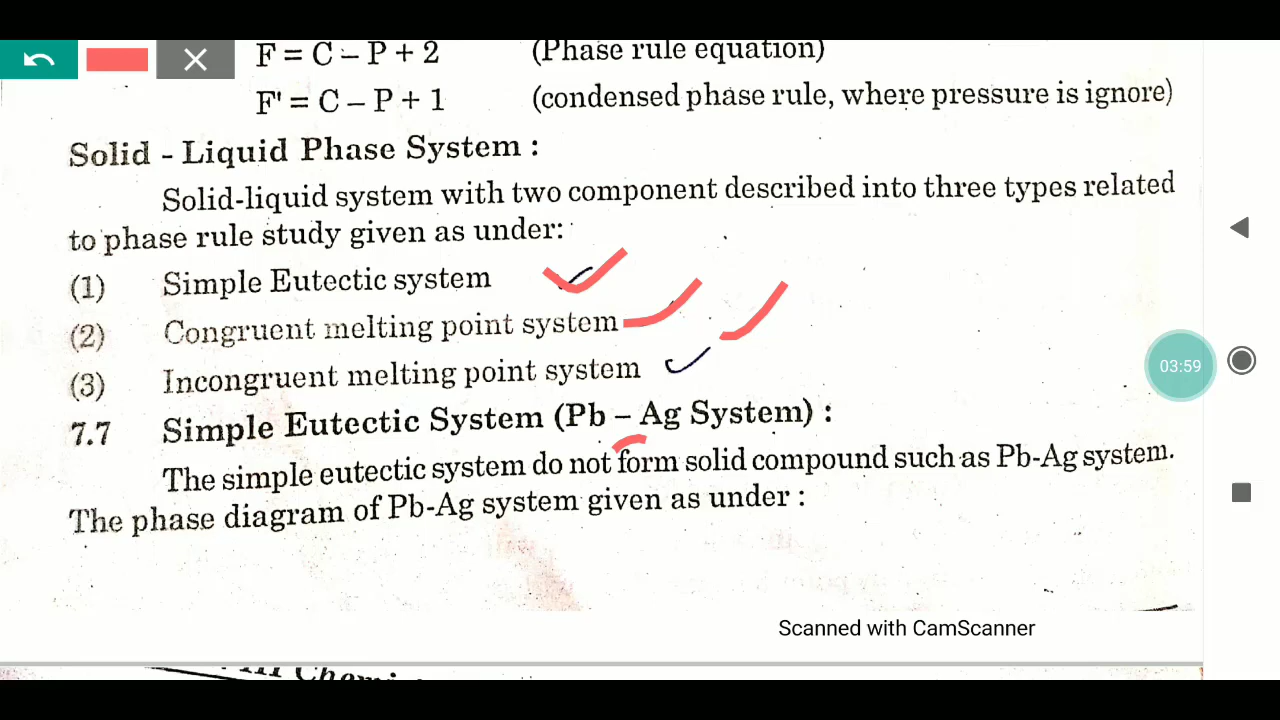 F = C – P + 2 (Phase rule equation)
F' = C – P + 1 (condensed phase rule, where pressure is ignore)
Solid - Liquid Phase System :
Solid-liquid system with two component described into three types related
to phase rule study given as under:
(1) Simple Eutectic system
(2) Congruent melting point system
(3) Incongruent melting point system
03:59
7.7 Simple Eutectic System (Pb – Ag System) :
The simple eutectic system do not form solid compound such as Pb-Ag system.
The phase diagram of Pb-Ag system given as under :
Scanned with CamScanner